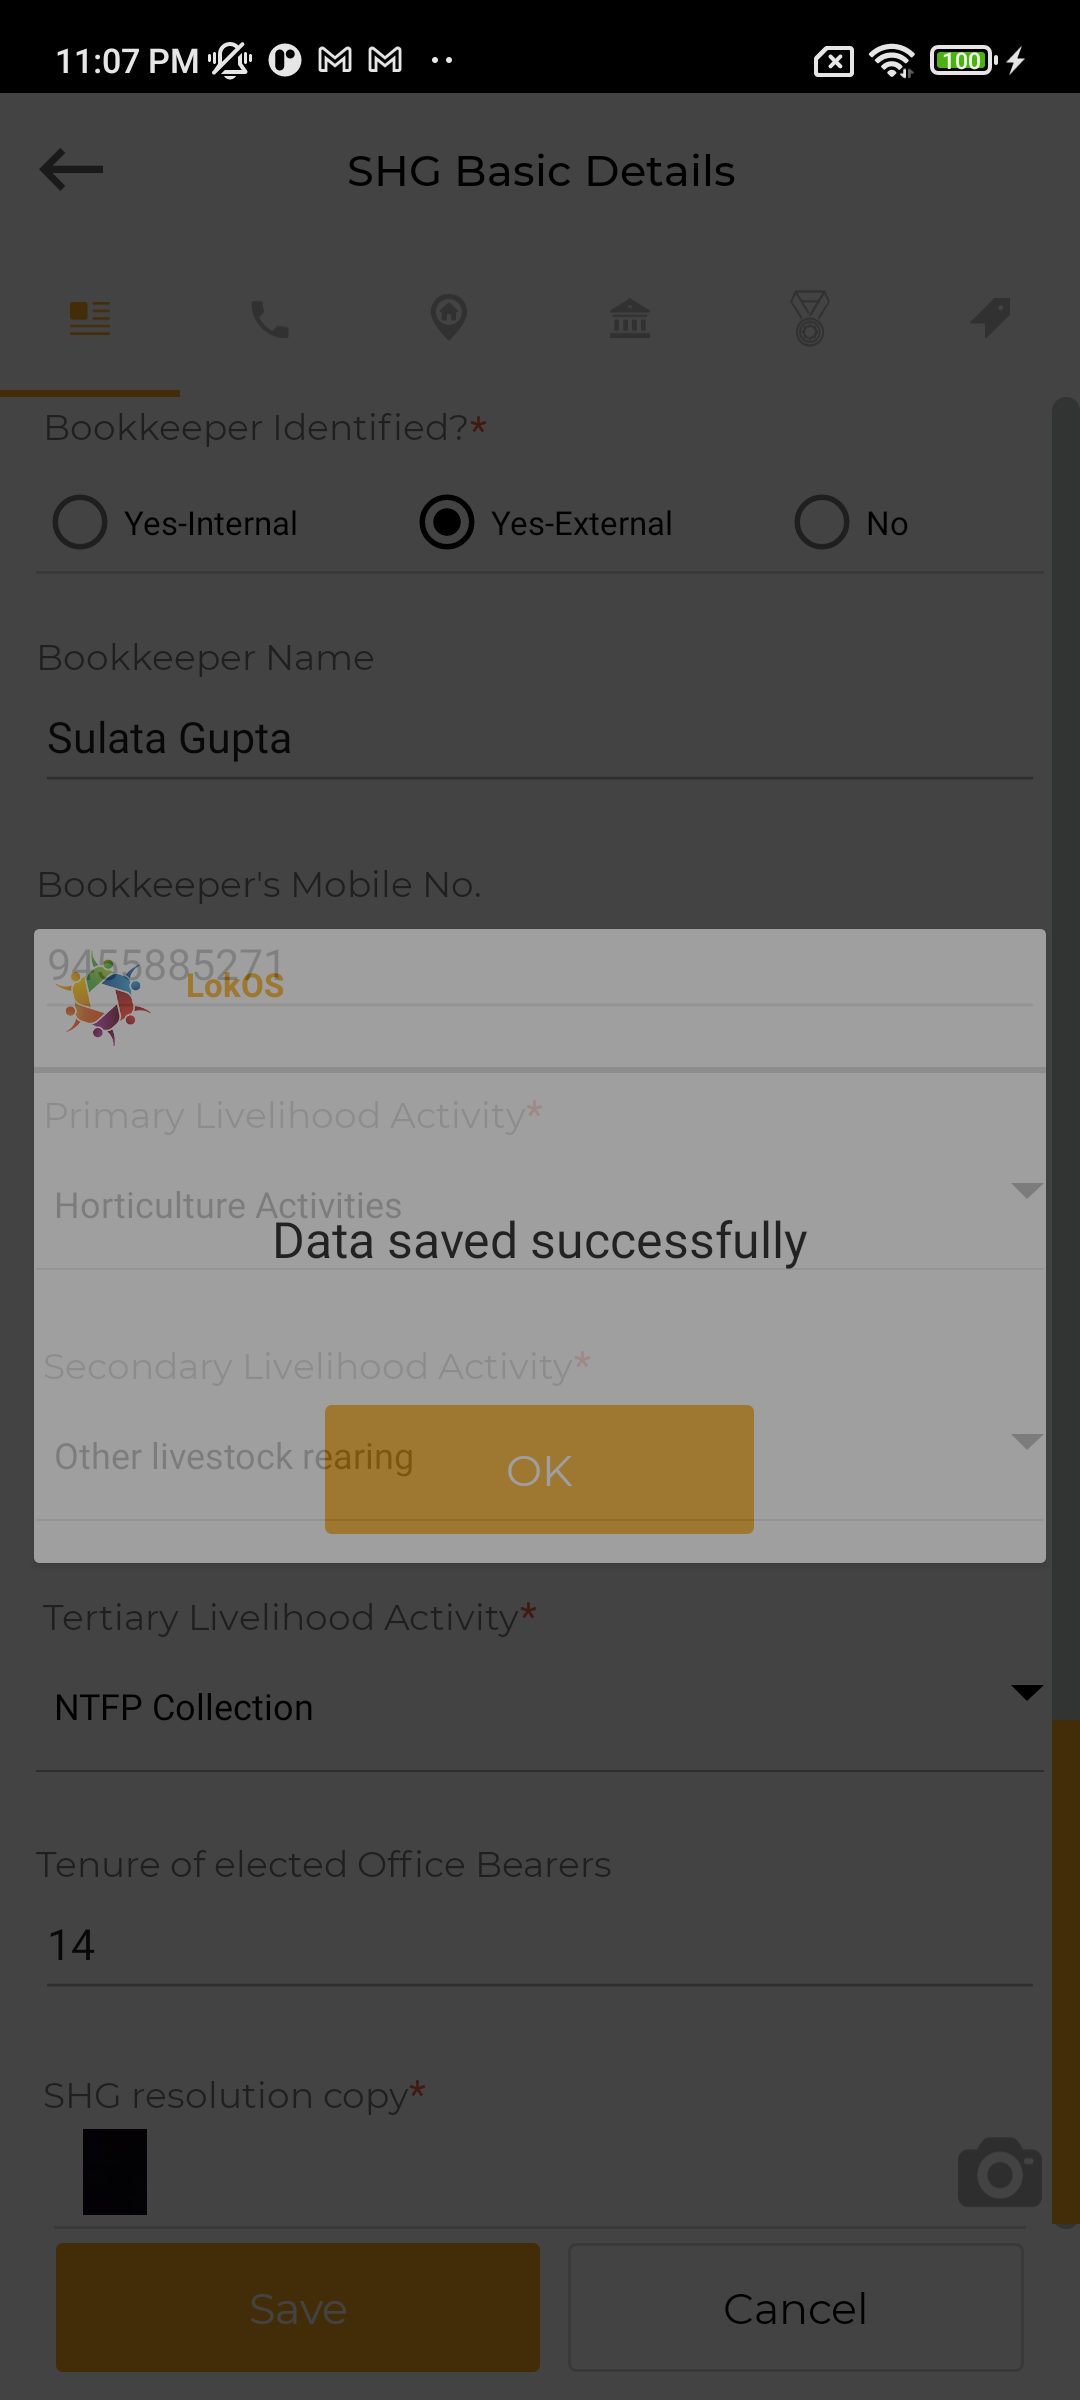 11:07 PM
100
SHG Basic Details
Bookkeeper Identified?*
Yes-Internal Yes-External No
Bookkeeper Name
Sulata Gupta
Bookkeeper's Mobile No.
9455885271
LokOS
Primary Livelihood Activity*
Horticulture Activities
Data saved successfully
Secondary Livelihood Activity*
Other livestock rearing
OK
Tertiary Livelihood Activity*
NTFP Collection
Tenure of elected Office Bearers
14
SHG resolution copy*
Save Cancel